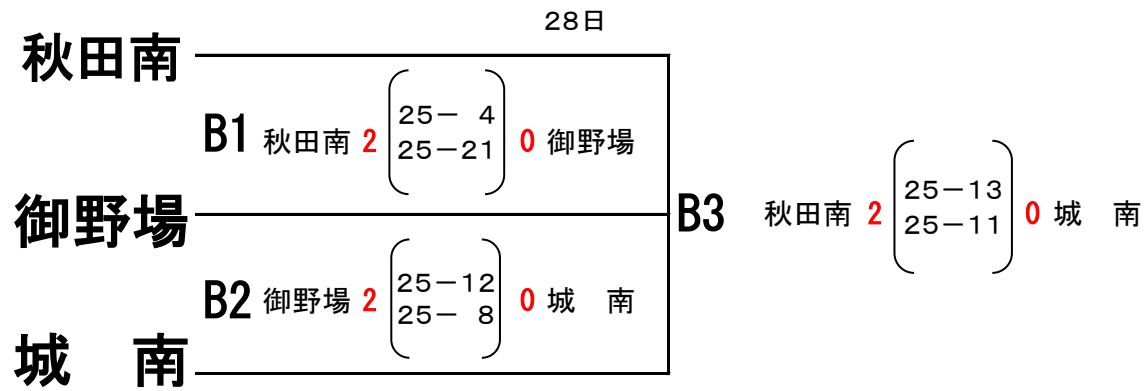 28日
秋田南
B1 秋田南 2 25- 4 0 御野場
25-21
御野場
B3 秋田南 2 25-13 0 城　南
25-11
B2 御野場 2 25-12 0 城　南
25- 8
城　南